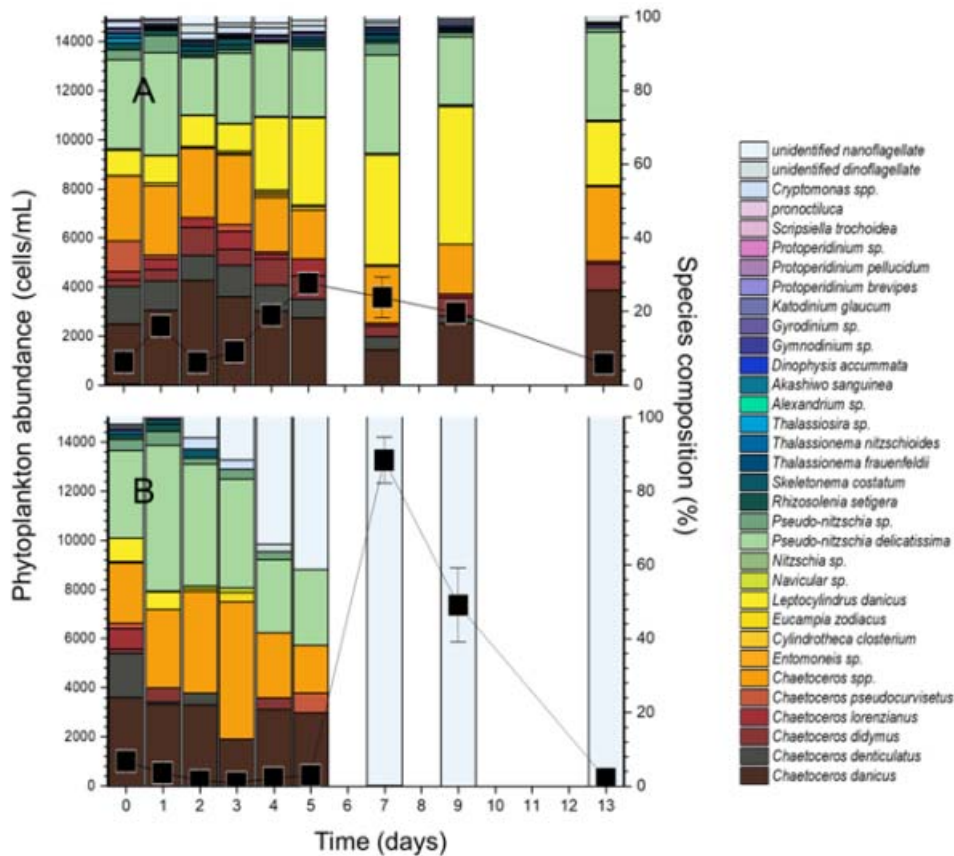 14000
12000
10000
8000
6000
4000
2000
0
100
80
60
40
20
0
A
14000
12000
10000
8000
6000
4000
2000
0
100
80
60
40
20
0
B
0 1 2 3 4 5 6 7 8 9 10 11 12 13
Time (days)
Phytoplankton abundance (cells/mL)
Species composition (%)
unidentified nanoflagellate
unidentified dinoflagellate
Cryptomonas spp.
pronoctiluca
Scripsiella trochoidea
Protoperidinium sp.
Protoperidinium pellucidum
Protoperidinium brevipes
Katodinium glaucum
Gyrodinium sp.
Gymnodinium sp.
Dinophysis accummata
Akashiwo sanguinea
Alexandrium sp.
Thalassiosira sp.
Thalassionema nitzschioides
Thalassionema frauenfeldii
Skeletonema costatum
Rhizosolenia setigera
Pseudo-nitzschia sp.
Pseudo-nitzschia delicatissima
Nitzschia sp.
Navicular sp.
Leptocylindrus danicus
Eucampia zodiacus
Cylindrotheca closterium
Entomoneis sp.
Chaetoceros spp.
Chaetoceros pseudocurvisetus
Chaetoceros lorenzianus
Chaetoceros didymus
Chaetoceros denticulatus
Chaetoceros danicus